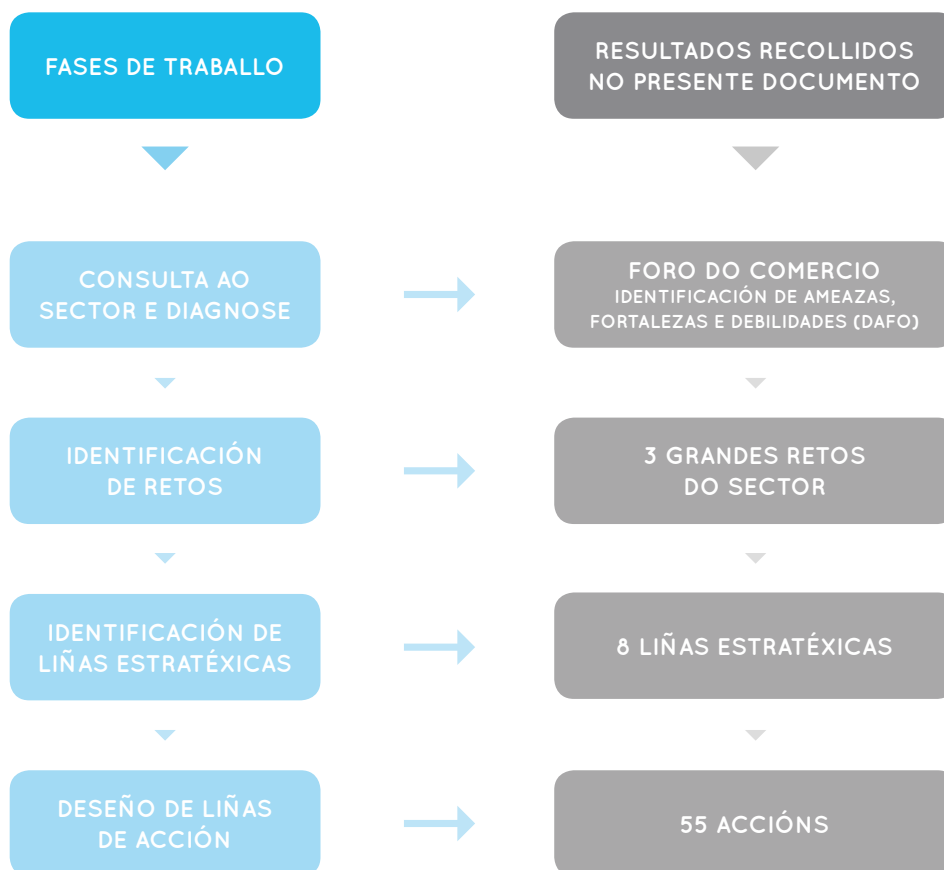 FASES DE TRABALLO
RESULTADOS RECOLLIDOS
NO PRESENTE DOCUMENTO
CONSULTA AO
SECTOR E DIAGNOSE
FORO DO COMERCIO
IDENTIFICACIÓN DE AMEAZAS,
FORTALEZAS E DEBILIDADES (DAFO)
IDENTIFICACIÓN
DE RETOS
3 GRANDES RETOS
DO SECTOR
IDENTIFICACIÓN DE
LIÑAS ESTRATÉXICAS
8 LIÑAS ESTRATÉXICAS
DESEÑO DE LIÑAS
DE ACCIÓN
55 ACCIÓNS